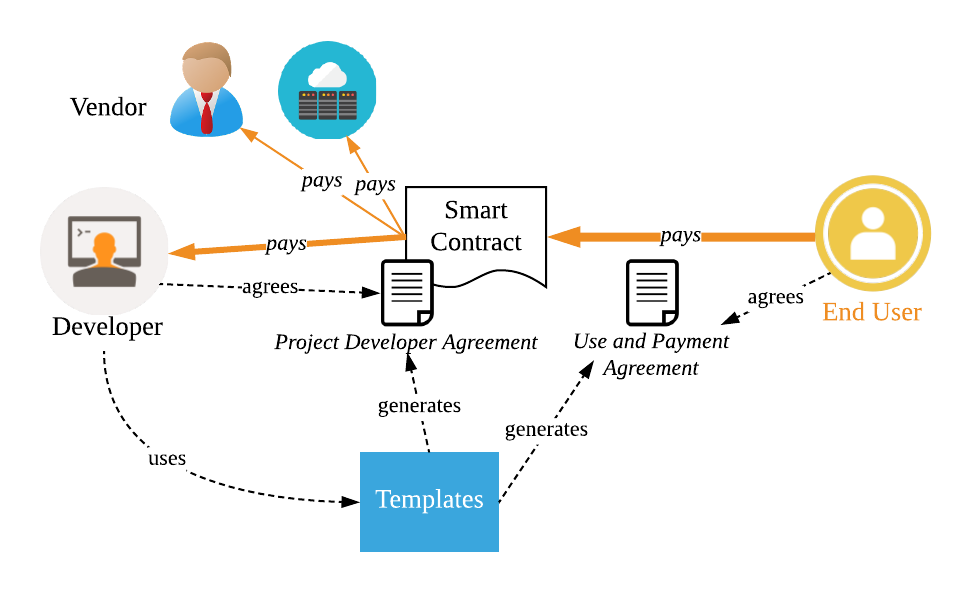 Vendor
pays
pays
Smart
Contract
pays
pays
agrees
agrees
Developer
End User
Project Developer Agreement
Use and Payment
Agreement
generates
generates
uses
Templates